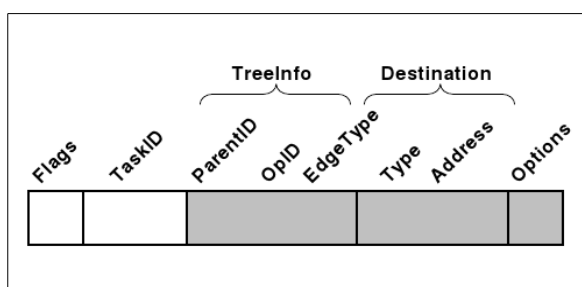 TreeInfo Destination
Flags TaskID ParentID OpID EdgeType Type Address Options